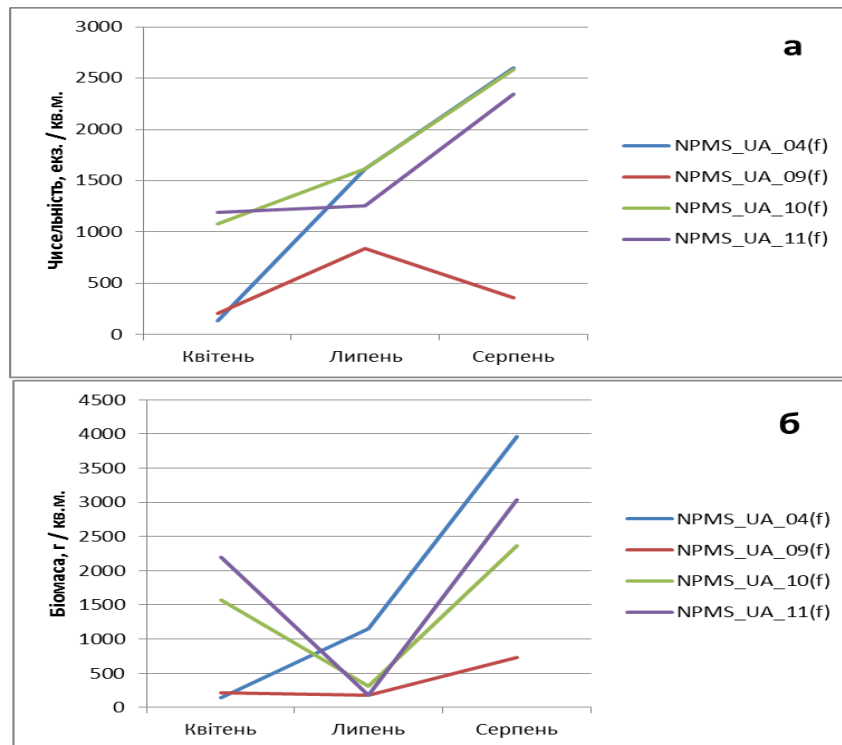 а
Чисельність, екз. / кв.м.
3000
2500
2000
1500
1000
500
0
Квітень Липень Серпень
NPMS_UA_04(f)
NPMS_UA_09(f)
NPMS_UA_10(f)
NPMS_UA_11(f)
б
Біомаса, г / кв.м.
4500
4000
3500
3000
2500
2000
1500
1000
500
0
Квітень Липень Серпень
NPMS_UA_04(f)
NPMS_UA_09(f)
NPMS_UA_10(f)
NPMS_UA_11(f)